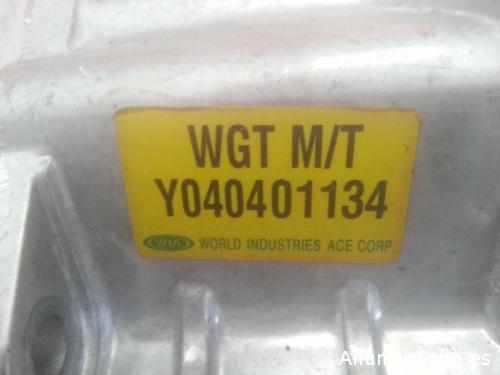 WGT M/T
Y040401134
WIA WORLD INDUSTRIES ACE CORP